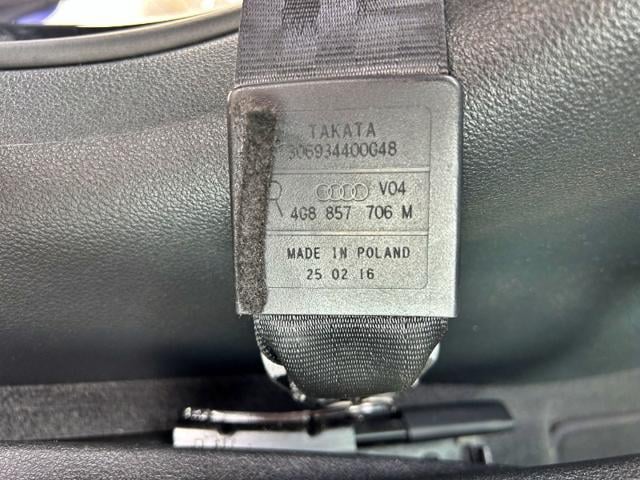 TAKATA
306934400G48
R V04
4G8 857 706 M
MADE IN POLAND
25 02 16